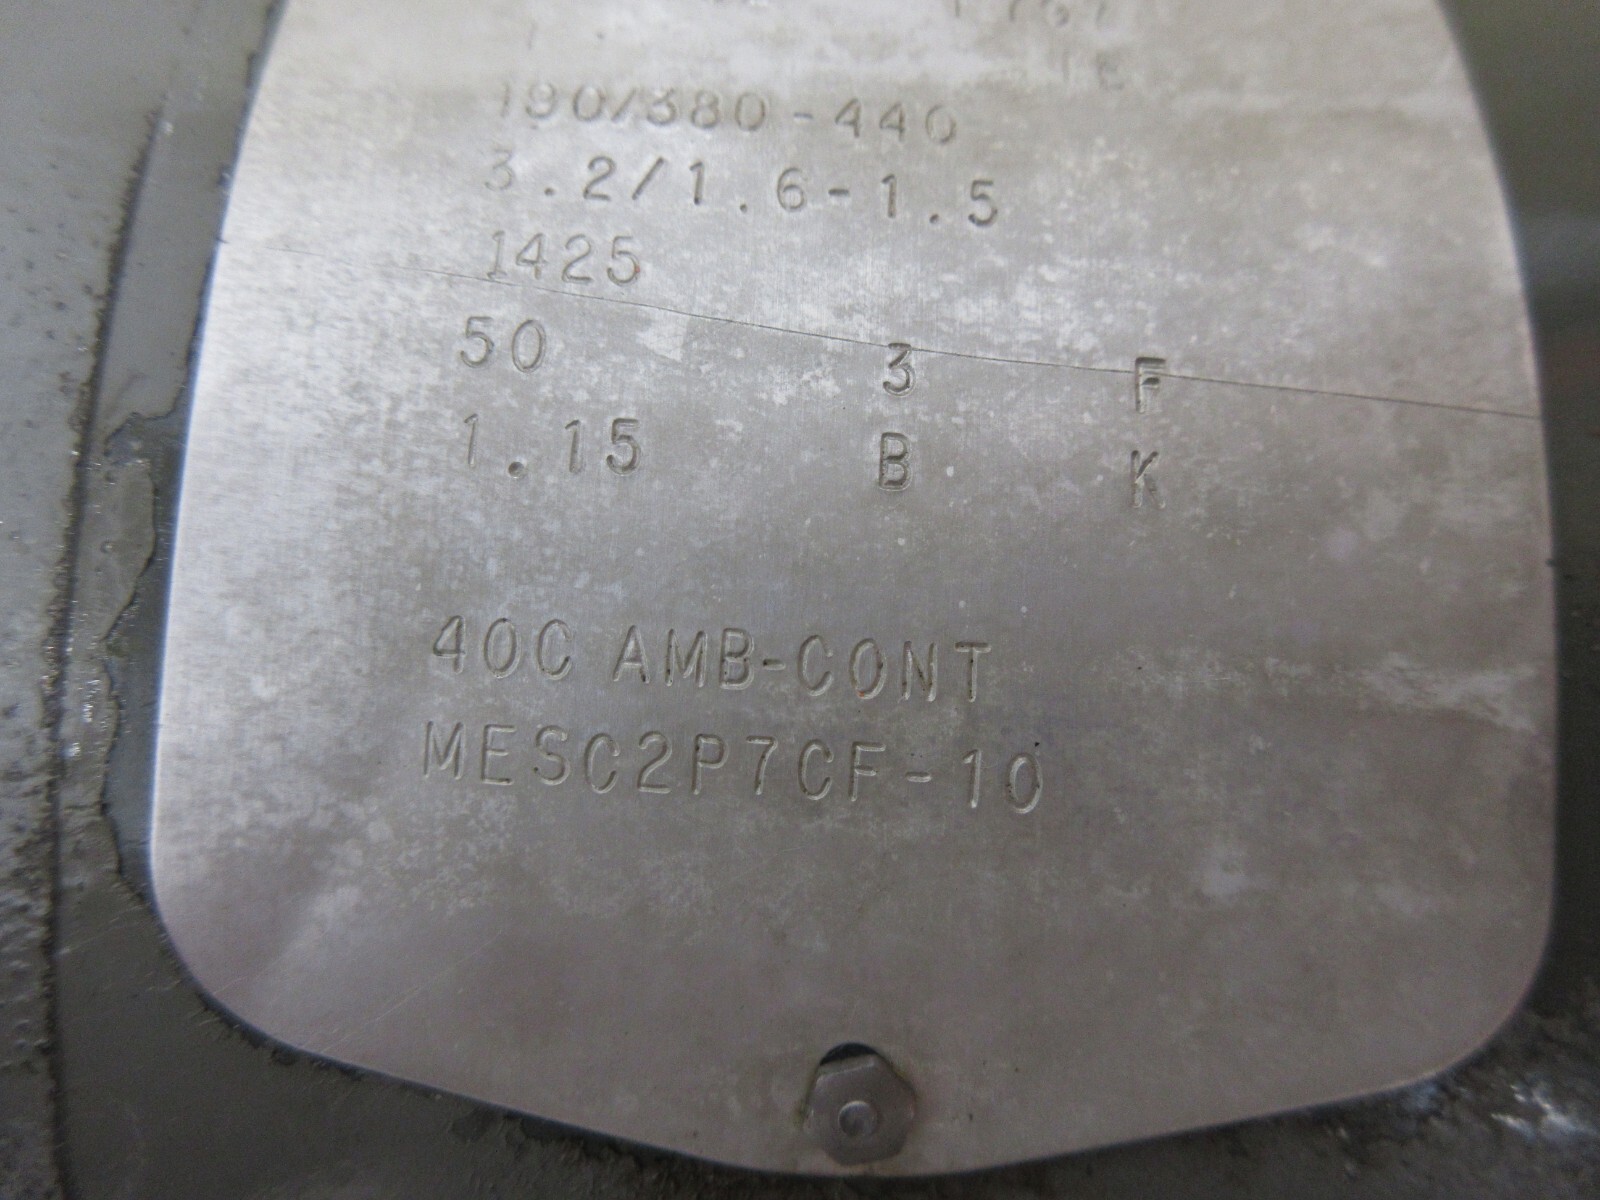 190/380-440
3.2/1.6-1.5
1425
50 3 F
1.15 B K
40C AMB-CONT
MESC2P7CF-10